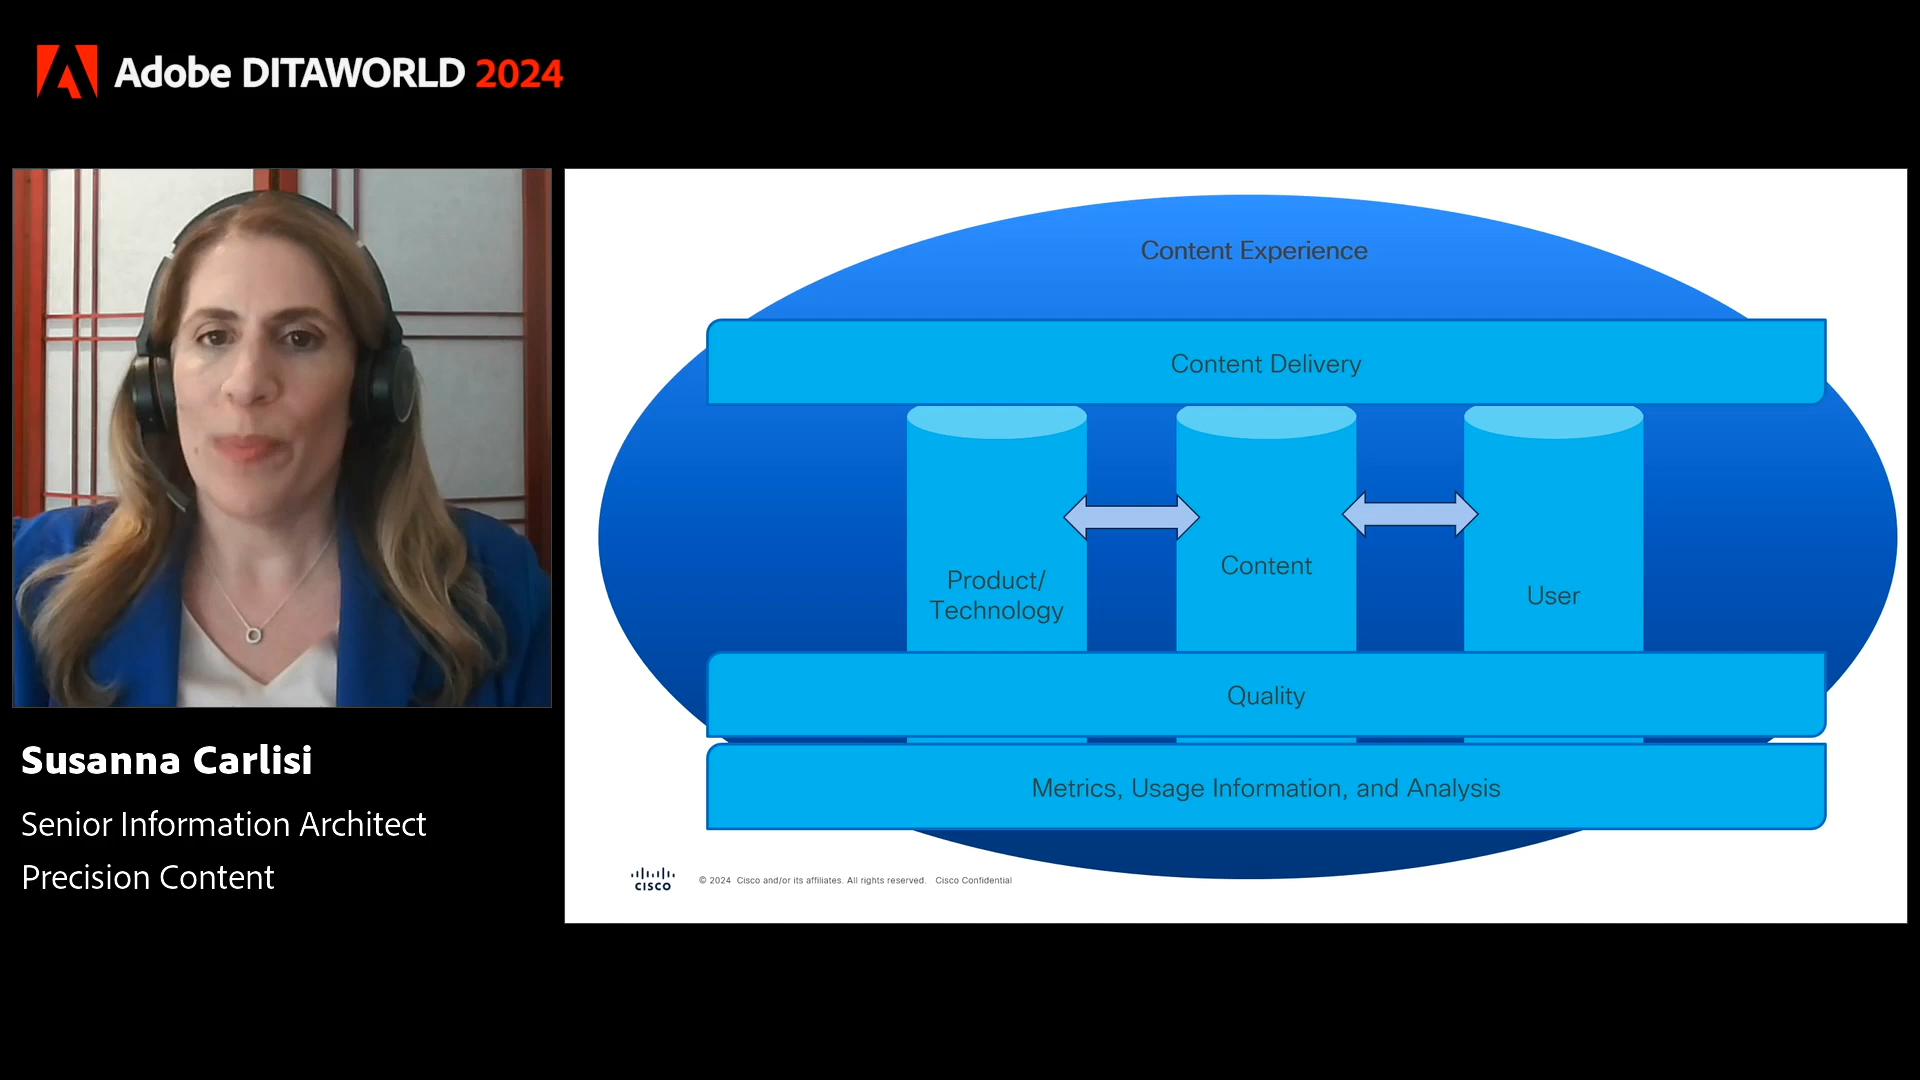 Adobe DITAWORLD 2024
Content Experience
Content Delivery
Product/
Technology
Content
User
Quality
Metrics, Usage Information, and Analysis
CISCO
© 2024 Cisco and/or its affiliates. All rights reserved. Cisco Confidential
Susanna Carlisi
Senior Information Architect
Precision Content